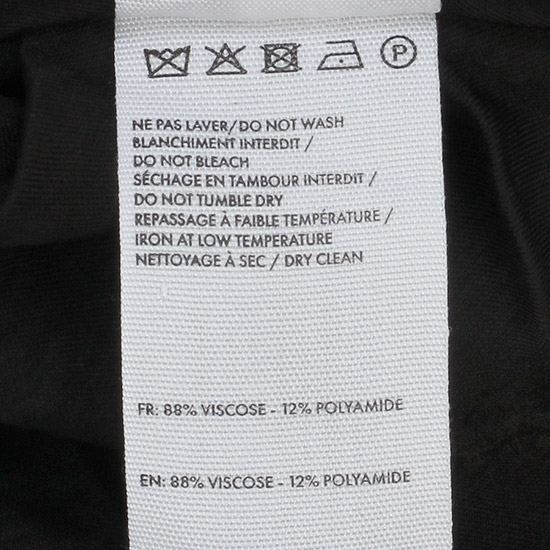 P
NE PAS LAVER/DO NOT WASH
BLANCHIMENT INTERDIT /
DO NOT BLEACH
SÉCHAGE EN TAMBOUR INTERDIT /
DO NOT TUMBLE DRY
REPASSAGE À FAIBLE TEMPÉRATURE /
IRON AT LOW TEMPERATURE
NETTOYAGE À SEC / DRY CLEAN
FR: 88% VISCOSE - 12% POLYAMIDE
EN: 88% VISCOSE - 12% POLYAMIDE